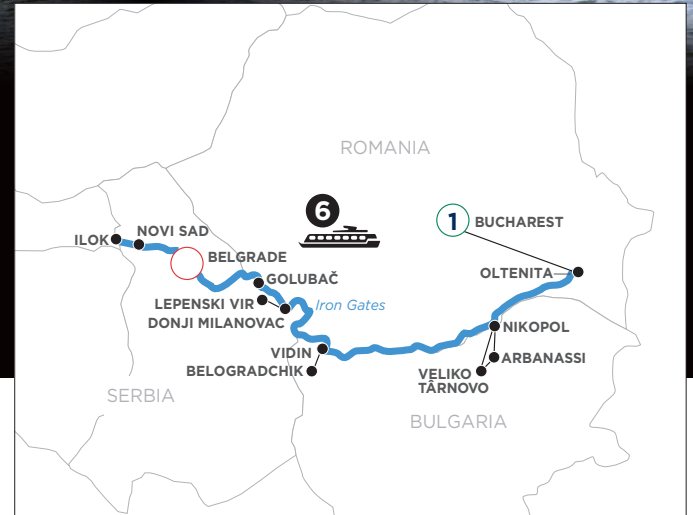 ROMANIA
6
1
BUCHAREST
NOVI SAD
ILOK
BELGRADE
OLTENITA
GOLUBAČ
LEPENSKI VIR
Iron Gates
DONJI MILANOVAC
NIKOPOL
VIDIN
ARBANASSI
BELOGRADCHIK
VELIKO
TÂRNOVO
SERBIA
BULGARIA